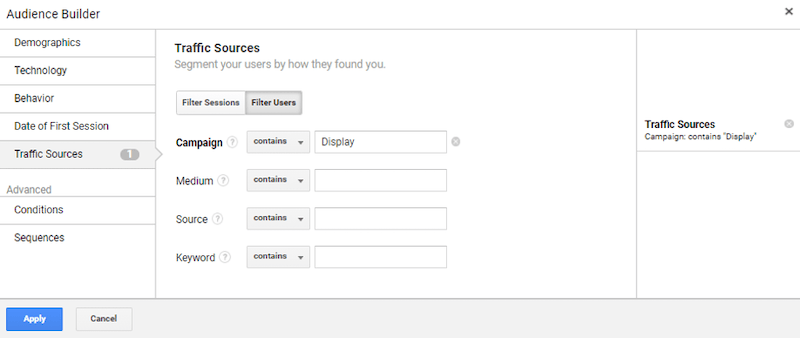 Audience Builder
×
Demographics
Technology
Behavior
Date of First Session
Traffic Sources 1
Advanced
Conditions
Sequences
Traffic Sources
Segment your users by how they found you.
Filter Sessions Filter Users
Campaign ? contains Display
Medium ? contains
Source ? contains
Keyword ? contains
Traffic Sources
Campaign: contains "Display"
Apply Cancel